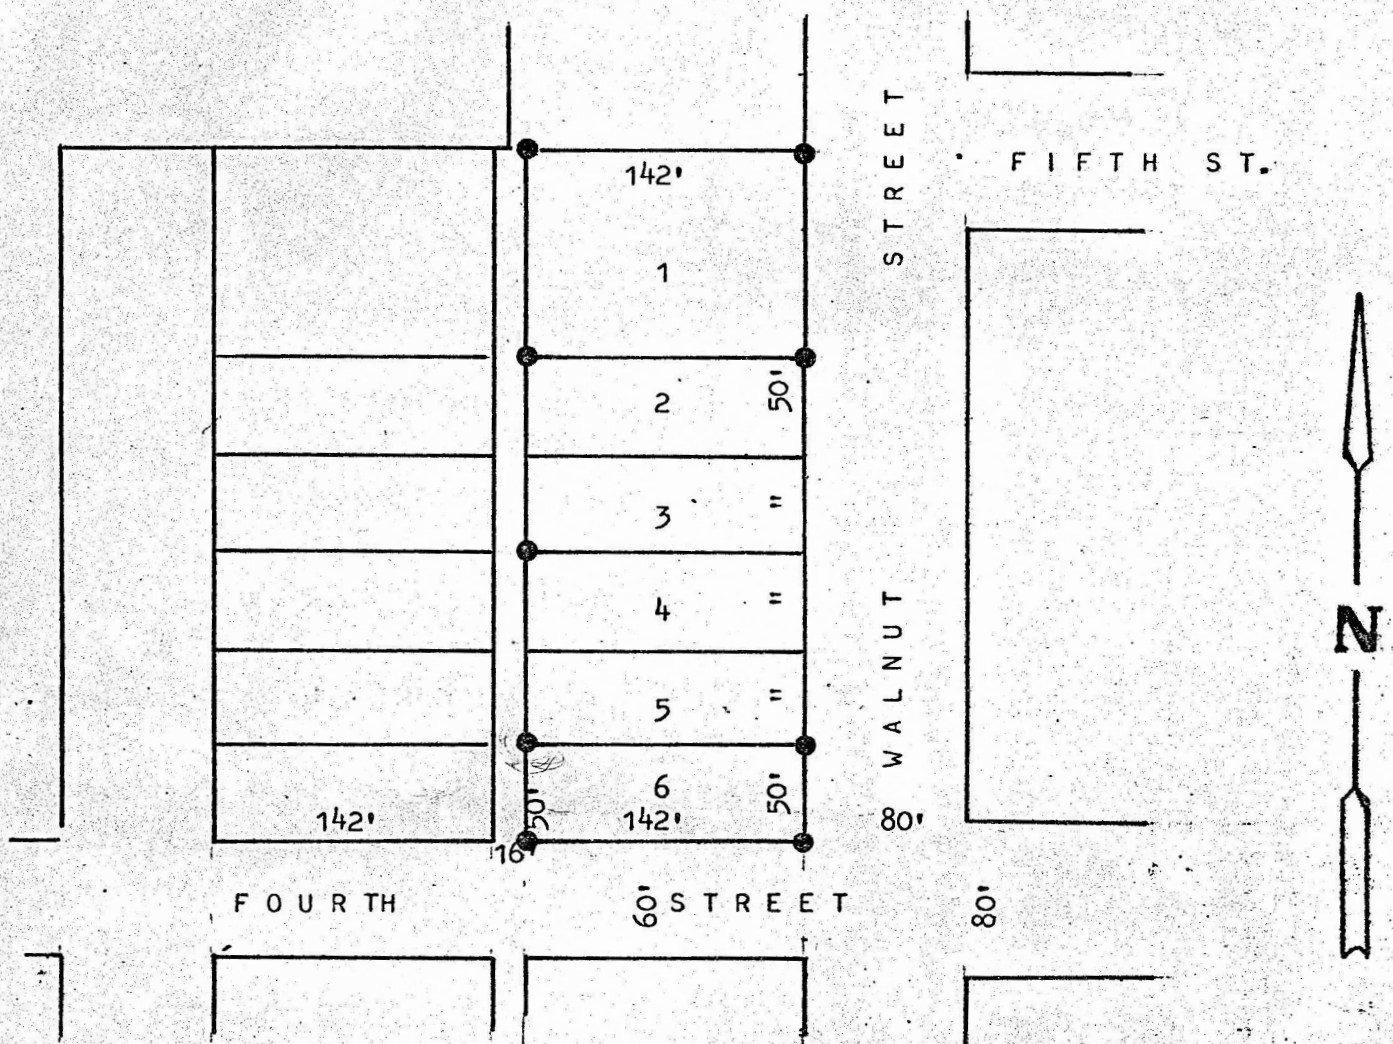 STREET
FIFTH ST.
142'
1
2
50'
3 "
4 "
N
WALNUT
5 "
6
50'
50'
142'
142'
80'
16'
FOURTH
60'
STREET
80'